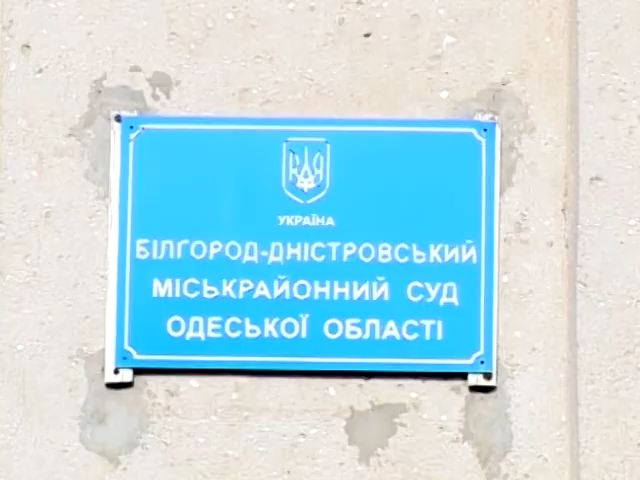 УКРАЇНА
БІЛГОРОД-ДНІСТРОВСЬКИЙ
МІСЬКРАЙОННИЙ СУД
ОДЕСЬКОЇ ОБЛАСТІ